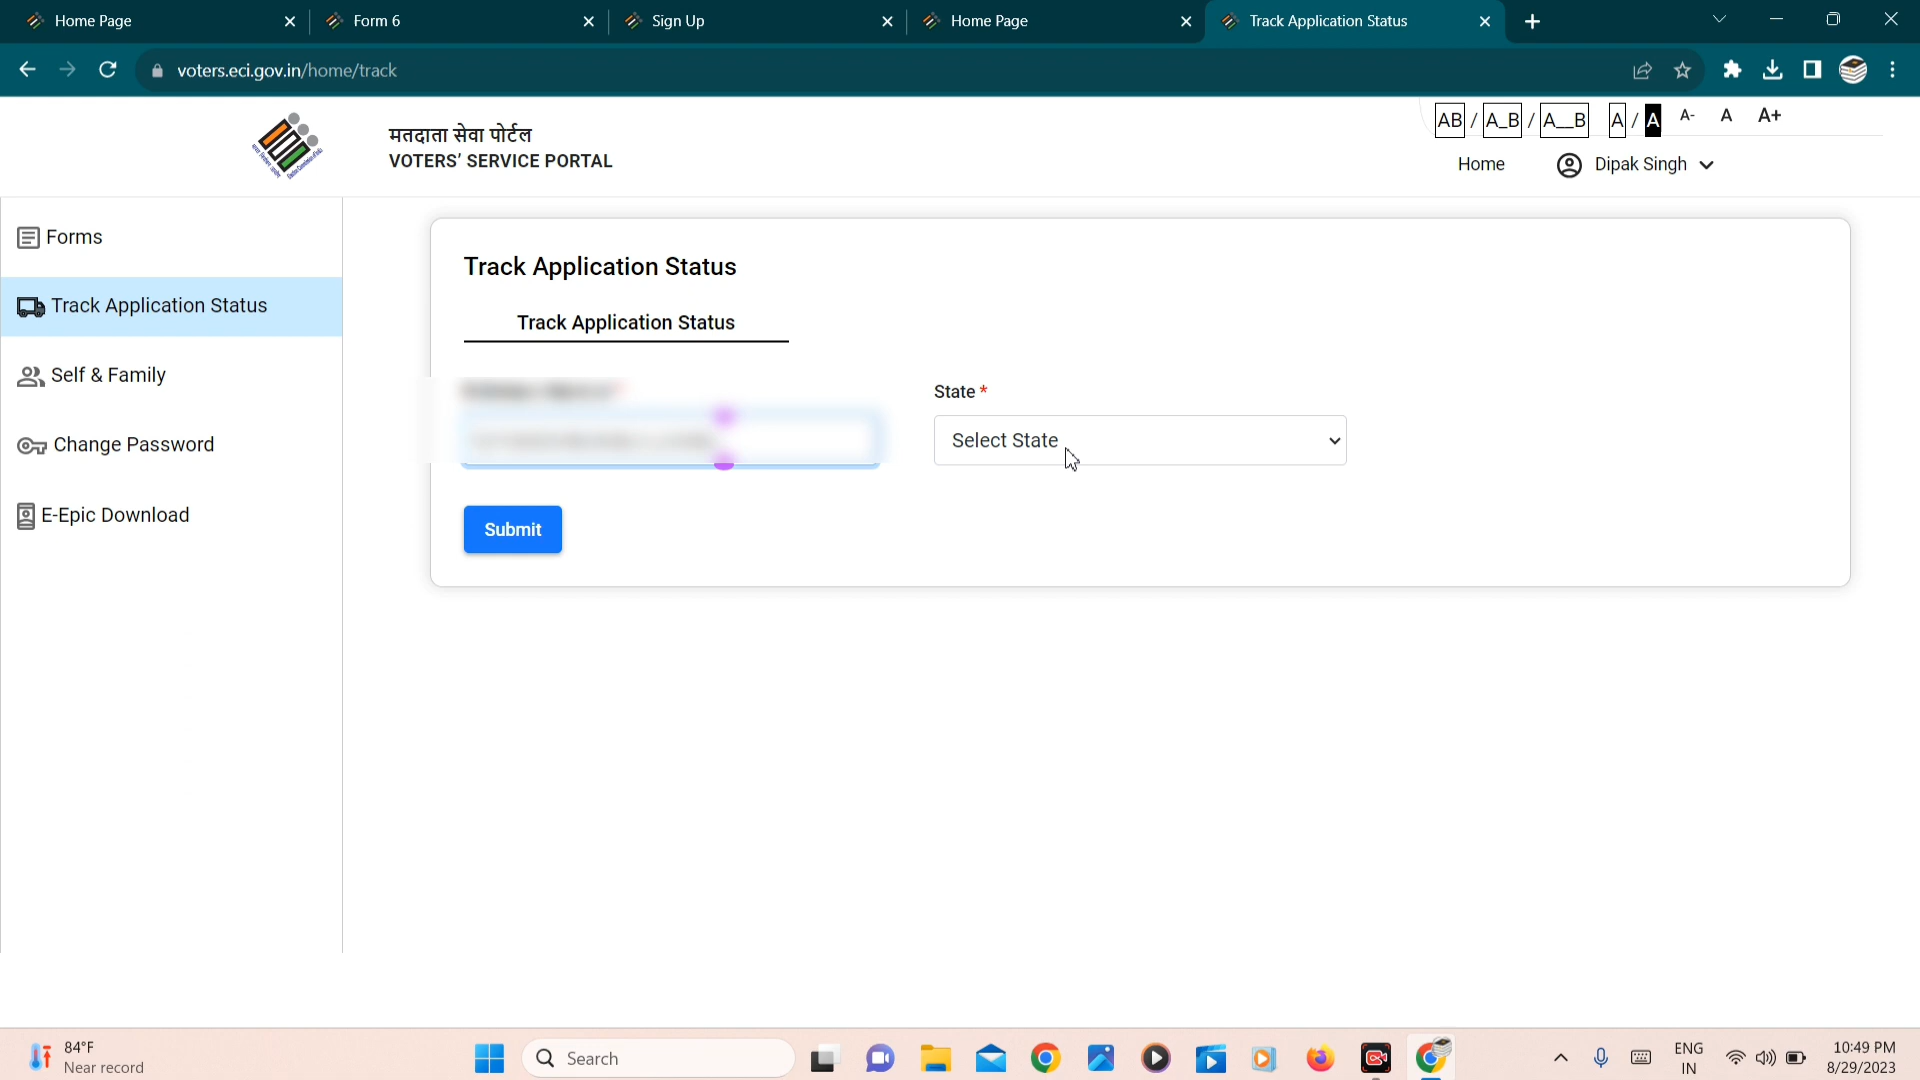 Home Page
Form 6
Sign Up
Home Page
Track Application Status
voters.eci.gov.in/home/track
मतदाता सेवा पोर्टल
VOTERS' SERVICE PORTAL
AB / A_B / A__B A / A A- A A+
Home
Dipak Singh
Forms
Track Application Status
Self & Family
Change Password
E-Epic Download
Track Application Status
Track Application Status
State *
Select State
Submit
84°F
Near record
Search
ENG
IN
10:49 PM
8/29/2023